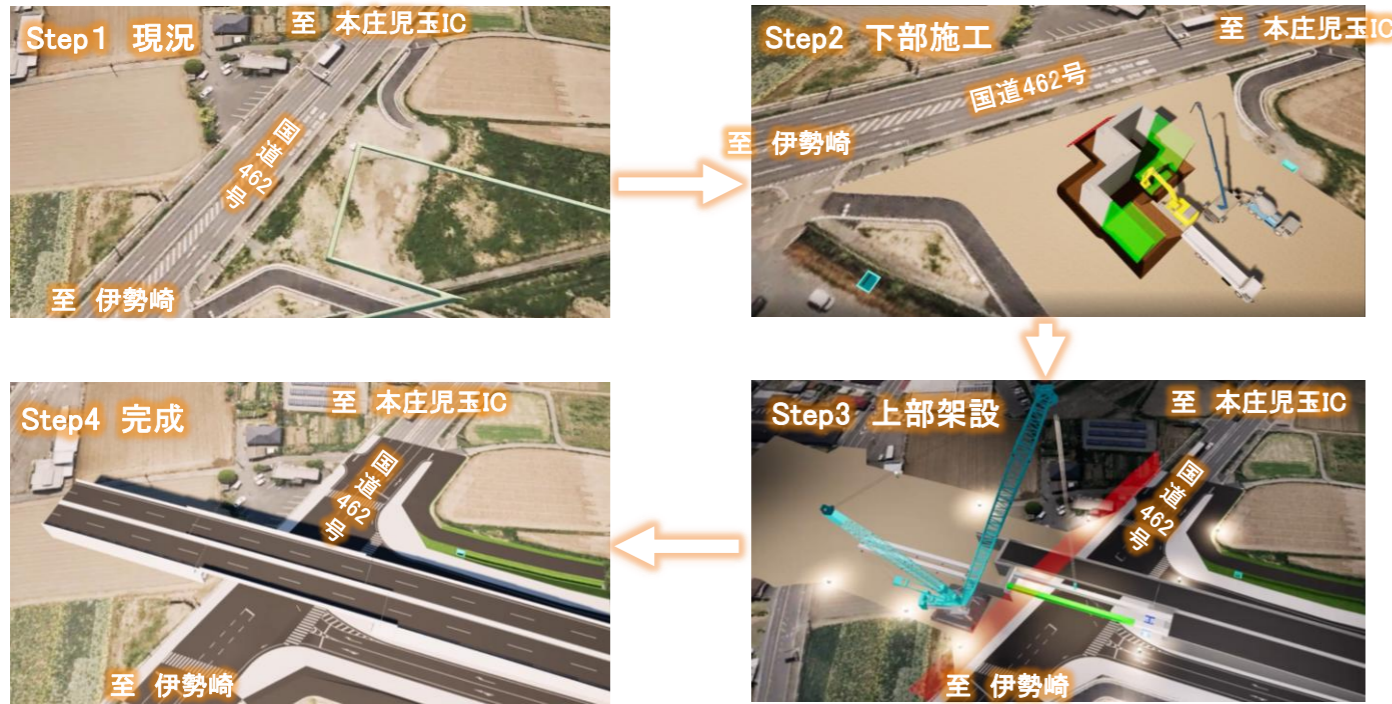 Step1 現況
至 本庄児玉IC
国道462号
至 伊勢崎
Step2 下部施工
至 本庄児玉IC
国道462号
至 伊勢崎
Step3 上部架設
至 本庄児玉IC
国道462号
至 伊勢崎
Step4 完成
至 本庄児玉IC
国道462号
至 伊勢崎